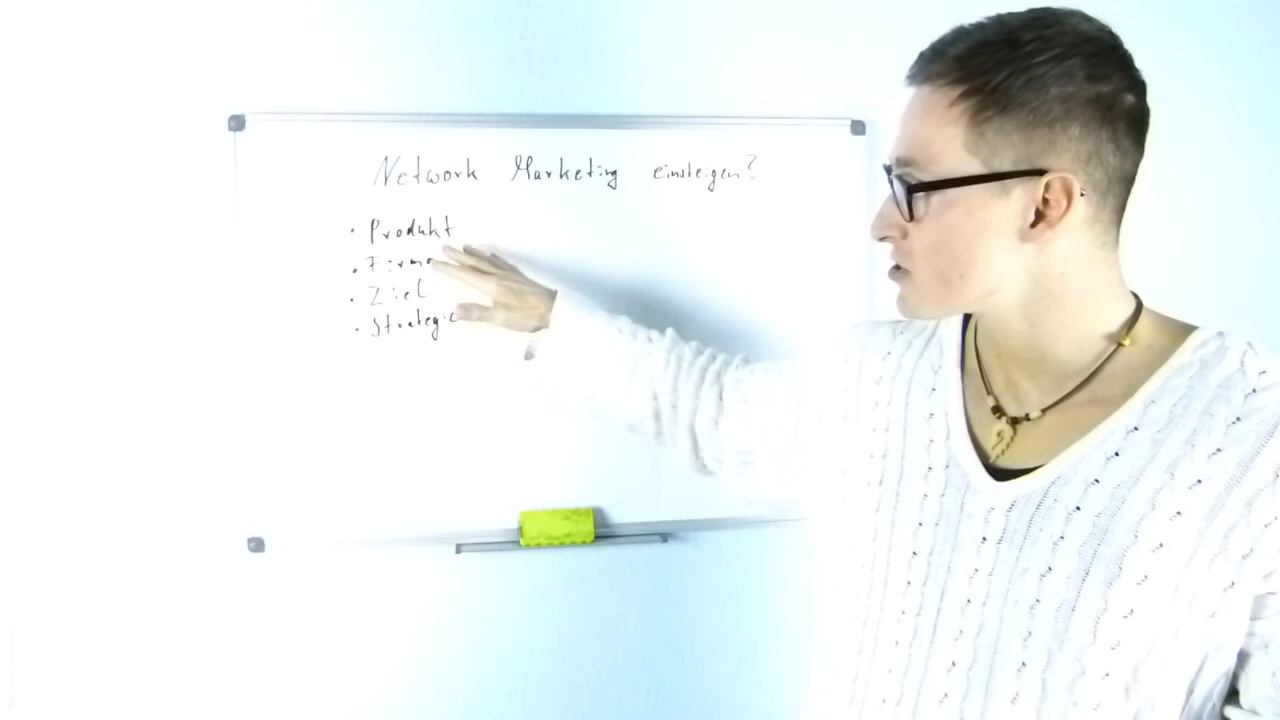 Network Marketing einsteigen?
· Produkt
· Firma
· Ziel
· Strategie